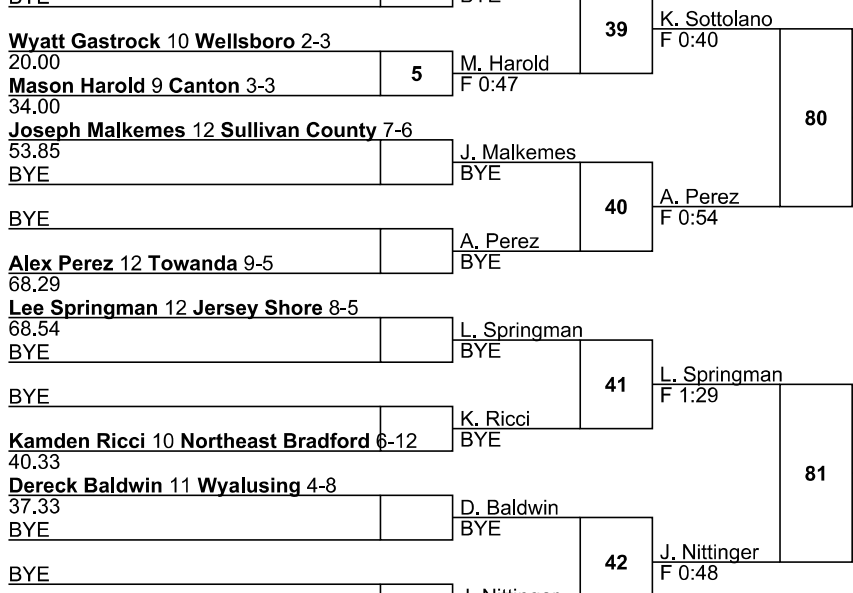 BYE
BYE
39
K. Sottolano
F 0:40
Wyatt Gastrock 10 Wellsboro 2-3
20.00
5
M. Harold
F 0:47
Mason Harold 9 Canton 3-3
34.00
80
Joseph Malkemes 12 Sullivan County 7-6
53.85
J. Malkemes
BYE
BYE
40
A. Perez
F 0:54
BYE
A. Perez
BYE
Alex Perez 12 Towanda 9-5
68.29
Lee Springman 12 Jersey Shore 8-5
68.54
L. Springman
BYE
BYE
41
L. Springman
F 1:29
BYE
K. Ricci
BYE
Kamden Ricci 10 Northeast Bradford 6-12
40.33
81
Dereck Baldwin 11 Wyalusing 4-8
37.33
D. Baldwin
BYE
BYE
42
J. Nittinger
F 0:48
BYE
J. Nittinger